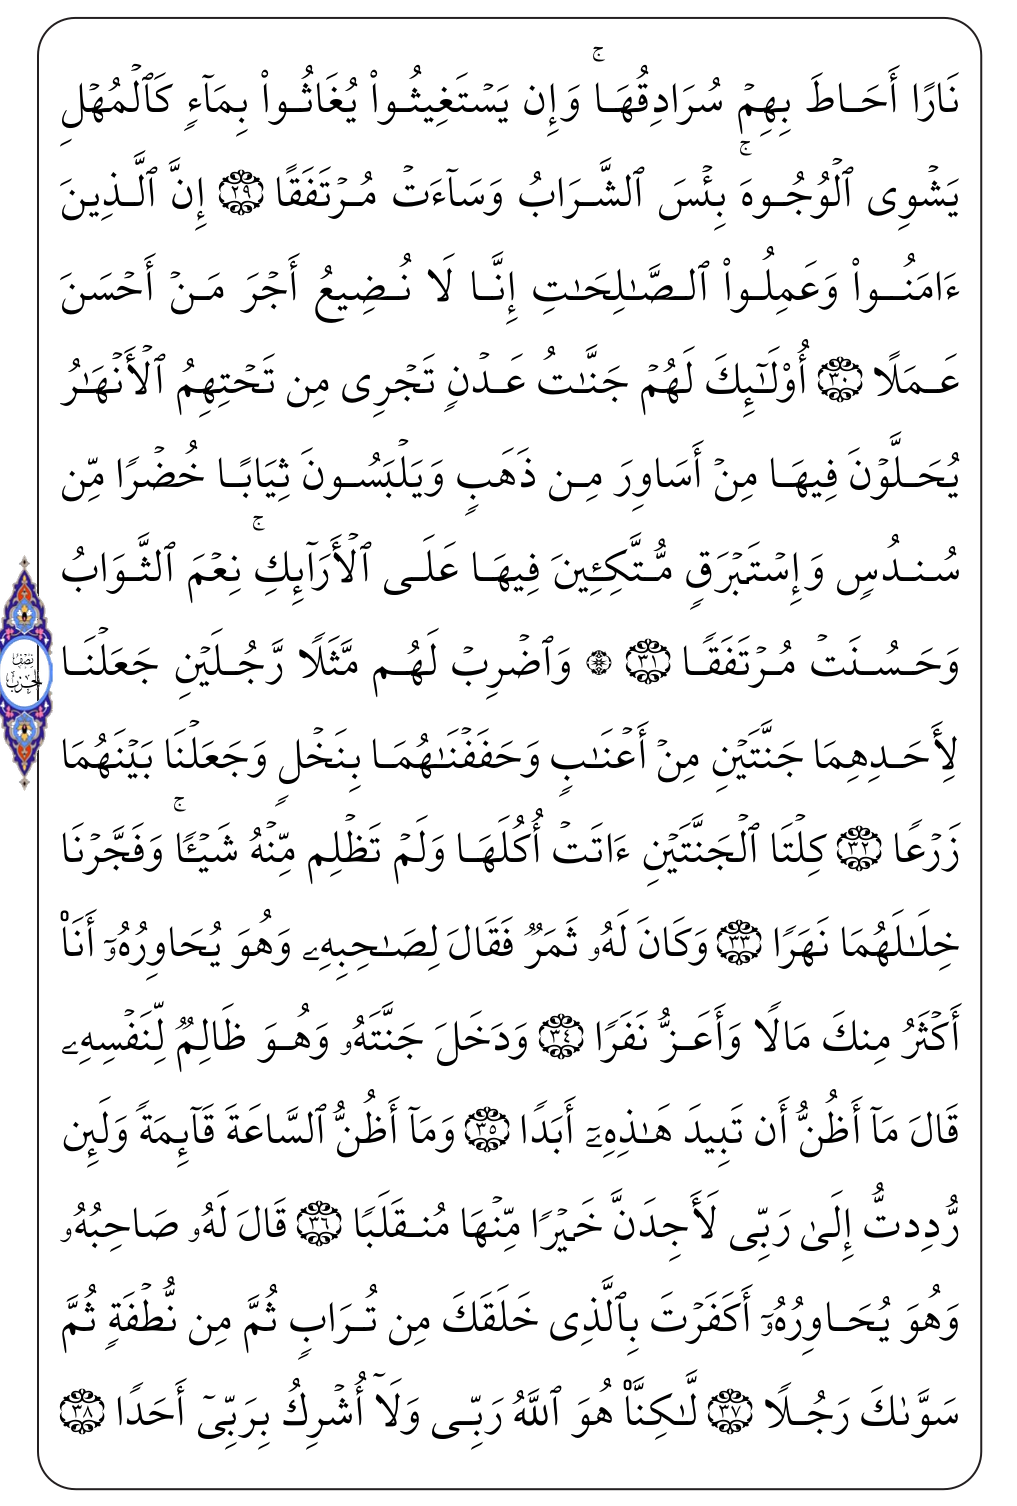 نَارًا أَحَاطَ بِهِمۡ سُرَادِقُهَاۚ وَإِن يَسۡتَغِيثُواْ يُغَاثُواْ بِمَآءٖ كَٱلۡمُهۡلِ
يَشۡوِي ٱلۡوُجُوهَۚ بِئۡسَ ٱلشَّرَابُ وَسَآءَتۡ مُرۡتَفَقًا ٢٩ إِنَّ ٱلَّذِينَ
ءَامَنُواْ وَعَمِلُواْ ٱلصَّٰلِحَٰتِ إِنَّا لَا نُضِيعُ أَجۡرَ مَنۡ أَحۡسَنَ
عَمَلًا ٣٠ أُوْلَٰٓئِكَ لَهُمۡ جَنَّٰتُ عَدۡنٖ تَجۡرِي مِن تَحۡتِهِمُ ٱلۡأَنۡهَٰرُ
يُحَلَّوۡنَ فِيهَا مِنۡ أَسَاوِرَ مِن ذَهَبٖ وَيَلۡبَسُونَ ثِيَابًا خُضۡرٗا مِّن
سُندُسٖ وَإِسۡتَبۡرَقٖ مُّتَّكِـِٔينَ فِيهَا عَلَى ٱلۡأَرَآئِكِۚ نِعۡمَ ٱلثَّوَابُ
وَحَسُنَتۡ مُرۡتَفَقٗا ٣١ ۞ وَٱضۡرِبۡ لَهُم مَّثَلٗا رَّجُلَيۡنِ جَعَلۡنَا
نصف الحزب
لِأَحَدِهِمَا جَنَّتَيۡنِ مِنۡ أَعۡنَٰبٖ وَحَفَفۡنَٰهُمَا بِنَخۡلٖ وَجَعَلۡنَا بَيۡنَهُمَا
زَرۡعٗا ٣٢ كِلۡتَا ٱلۡجَنَّتَيۡنِ ءَاتَتۡ أُكُلَهَا وَلَمۡ تَظۡلِم مِّنۡهُ شَيۡـٔٗاۚ وَفَجَّرۡنَا
خِلَٰلَهُمَا نَهَرٗا ٣٣ وَكَانَ لَهُۥ ثَمَرٞ فَقَالَ لِصَٰحِبِهِۦ وَهُوَ يُحَاوِرُهُۥٓ أَنَا۠
أَكۡثَرُ مِنكَ مَالٗا وَأَعَزُّ نَفَرٗا ٣٤ وَدَخَلَ جَنَّتَهُۥ وَهُوَ ظَالِمٞ لِّنَفۡسِهِۦ
قَالَ مَآ أَظُنُّ أَن تَبِيدَ هَٰذِهِۦٓ أَبَدٗا ٣٥ وَمَآ أَظُنُّ ٱلسَّاعَةَ قَآئِمَةٗ وَلَئِن
رُّدِدتُّ إِلَىٰ رَبِّي لَأَجِدَنَّ خَيۡرٗا مِّنۡهَا مُنقَلَبٗا ٣٦ قَالَ لَهُۥ صَاحِبُهُۥ
وَهُوَ يُحَاوِرُهُۥٓ أَكَفَرۡتَ بِٱلَّذِي خَلَقَكَ مِن تُرَابٖ ثُمَّ مِن نُّطۡفَةٖ ثُمَّ
سَوَّىٰكَ رَجُلٗا ٣٧ لَّٰكِنَّا۠ هُوَ ٱللَّهُ رَبِّي وَلَآ أُشۡرِكُ بِرَبِّيٓ أَحَدٗا ٣٨